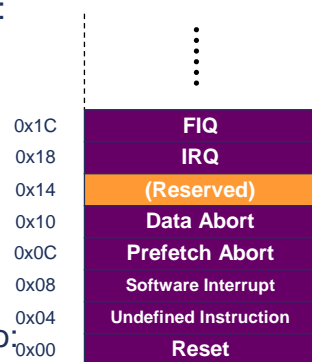 :
0x1C FIQ
0x18 IRQ
0x14 (Reserved)
0x10 Data Abort
0x0C Prefetch Abort
0x08 Software Interrupt
0x04 Undefined Instruction
o:
0x00 Reset